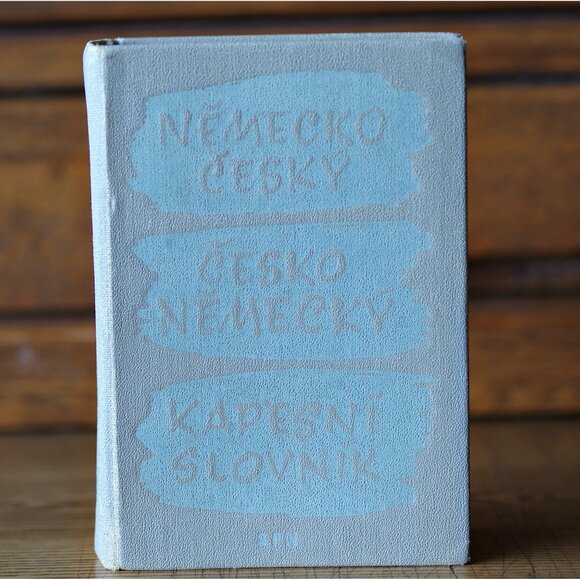 NĚMECKO
ČESKÝ
ČESKO
NĚMECKÝ
KAPESNÍ
SLOVNÍK
SPN